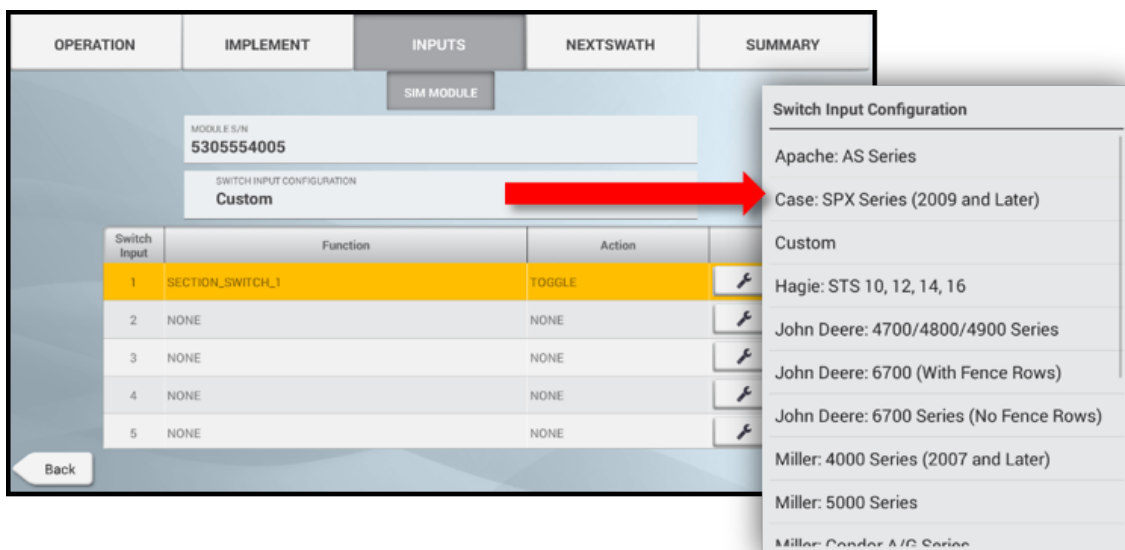 OPERATION IMPLEMENT INPUTS NEXTSWATH SUMMARY
SIM MODULE
MODULE S/N
5305554005
SWITCH INPUT CONFIGURATION
Custom
Switch Input Function Action
1 SECTION_SWITCH_1 TOGGLE
2 NONE NONE
3 NONE NONE
4 NONE NONE
5 NONE NONE
Back
Switch Input Configuration
Apache: AS Series
Case: SPX Series (2009 and Later)
Custom
Hagie: STS 10, 12, 14, 16
John Deere: 4700/4800/4900 Series
John Deere: 6700 (With Fence Rows)
John Deere: 6700 Series (No Fence Rows)
Miller: 4000 Series (2007 and Later)
Miller: 5000 Series
Miller: Condor A/G Series